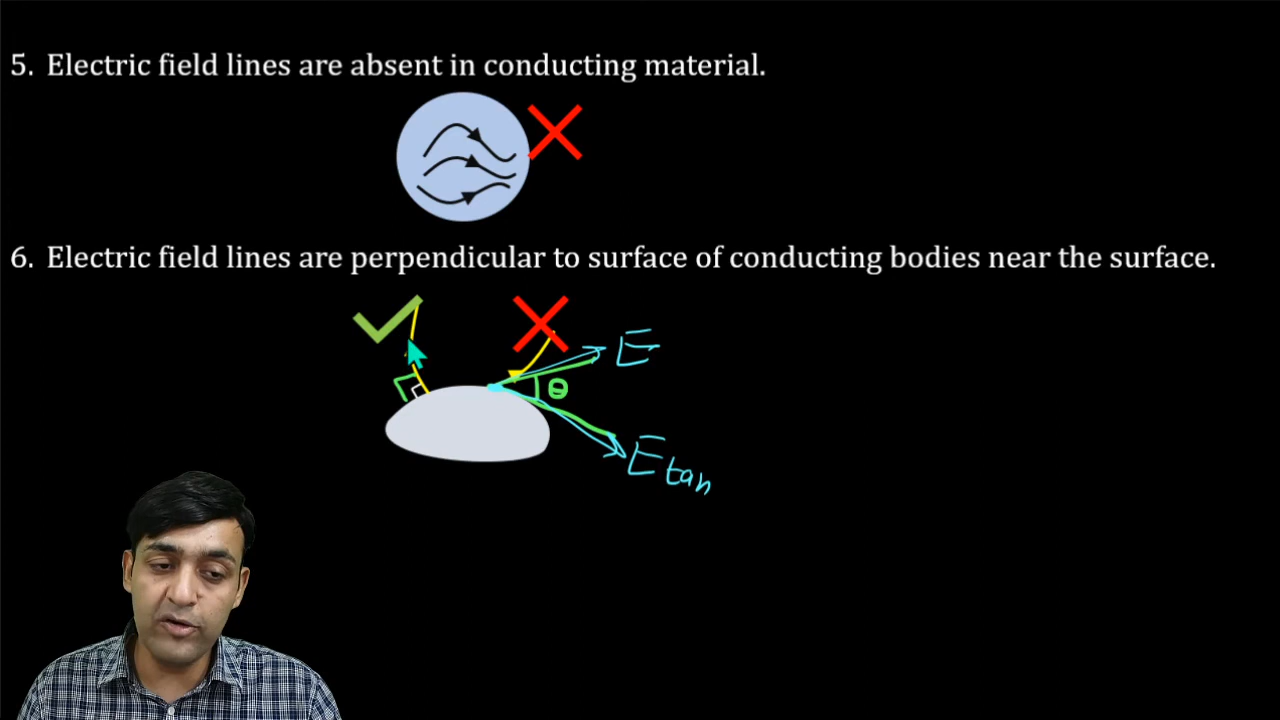 5. Electric field lines are absent in conducting material.
6. Electric field lines are perpendicular to surface of conducting bodies near the surface.
E
θ
E tan